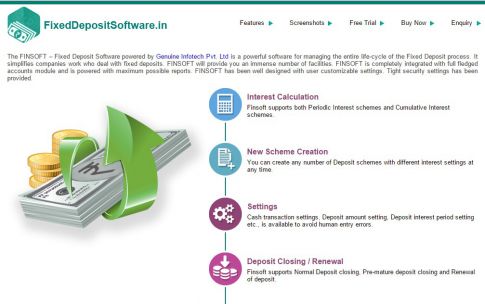 FixedDepositSoftware.in
Features
Screenshots
Free Trial
Buy Now
Enquiry
The FINSOFT – Fixed Deposit Software powered by Genuine Infotech Pvt. Ltd is a powerful software for managing the entire life-cycle of the Fixed Deposit process. It
simplifies companies work who deal with fixed deposits. FINSOFT will provide you an immense number of facilities. FINSOFT is completely integrated with full fledged
accounts module and is powered with maximum possible reports. FINSOFT has been well designed with user customizable settings. Tight security settings has been
provided.
Interest Calculation
Finsoft supports both Periodic Interest schemes and Cumulative Interest
schemes.
New Scheme Creation
You can create any number of Deposit schemes with different interest settings at
any time.
Settings
Cash transaction settings, Deposit amount setting, Deposit Interest period setting
etc., is available to avoid human entry errors.
Deposit Closing / Renewal
Finsoft supports Normal Deposit closing, Pre-mature deposit closing and Renewal
of deposit.